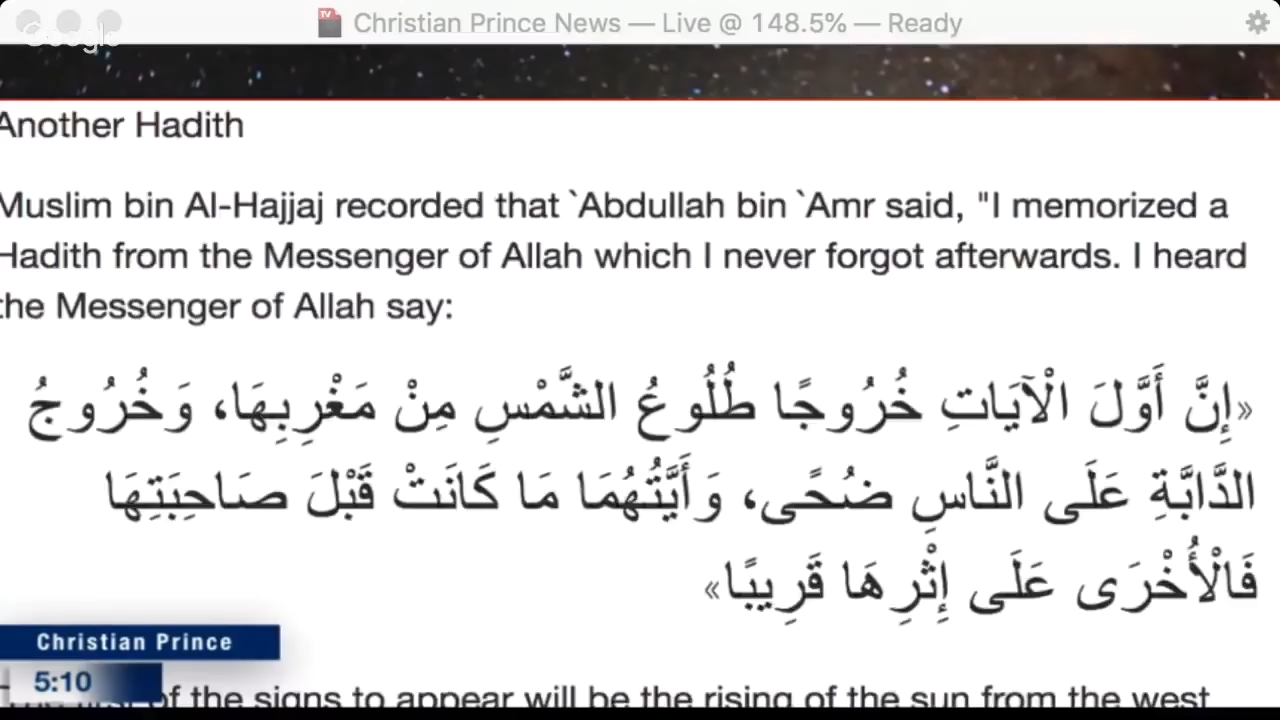 Christian Prince News — Live @ 148.5% — Ready
Google
Another Hadith
Muslim bin Al-Hajjaj recorded that `Abdullah bin `Amr said, "I memorized a
Hadith from the Messenger of Allah which I never forgot afterwards. I heard
the Messenger of Allah say:
«إِنَّ أَوَّلَ الْآيَاتِ خُرُوجًا طُلُوعُ الشَّمْسِ مِنْ مَغْرِبِهَا، وَخُرُوجُ
الدَّابَّةِ عَلَى النَّاسِ ضُحًى، وَأَيَّتُهُمَا مَا كَانَتْ قَبْلَ صَاحِبَتِهَا
فَالْأُخْرَى عَلَى إِثْرِهَا قَرِيبًا»
Christian Prince
5:10
of the signs to appear will be the rising of the sun from the west